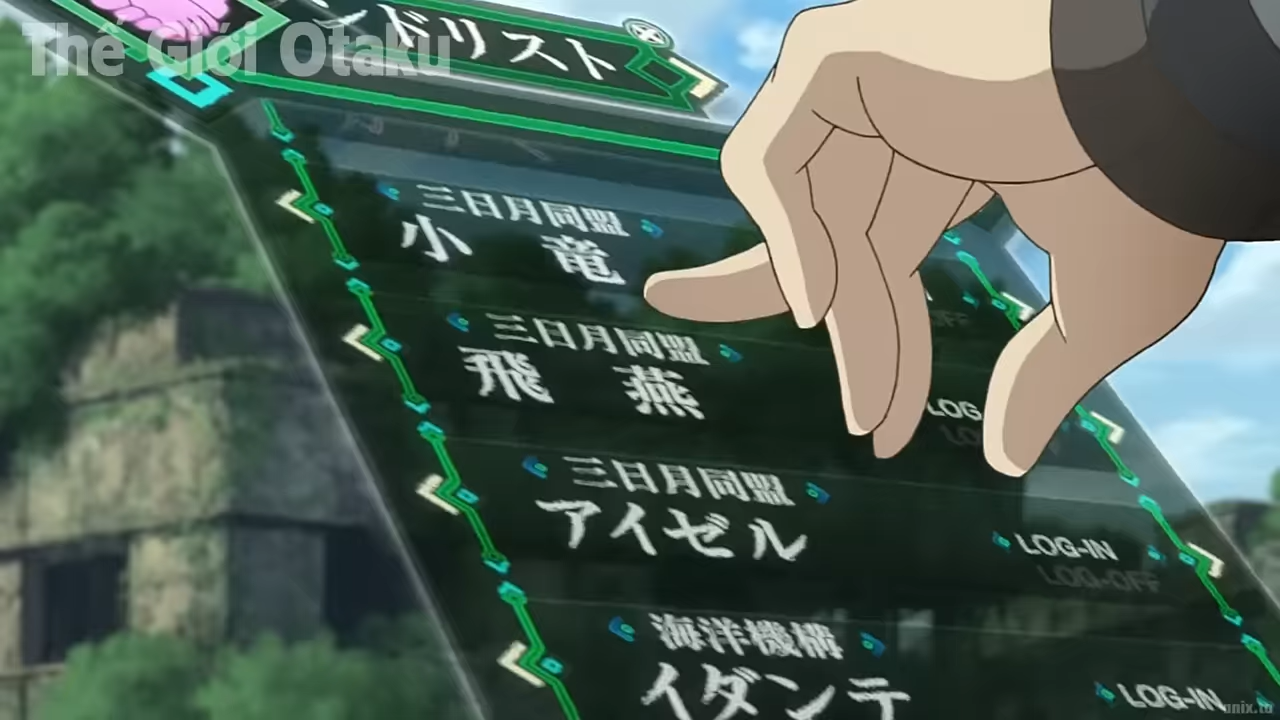 Thế Giới Otaku
ンドリスト
三日月同盟
小 竜
三日月同盟
飛 燕
LOG
三日月同盟
アイゼル
LOG-IN
LOG-OFF
海洋機構
イダンテ
LOG-IN